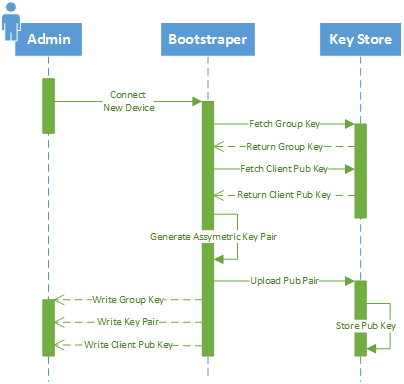 Admin
Bootstraper
Key Store
Connect
New Device
Fetch Group Key
Return Group Key
Fetch Client Pub Key
Return Client Pub Key
Generate Assymetric Key Pair
Upload Pub Pair
Write Group Key
Write Key Pair
Store Pub Key
Write Client Pub Key